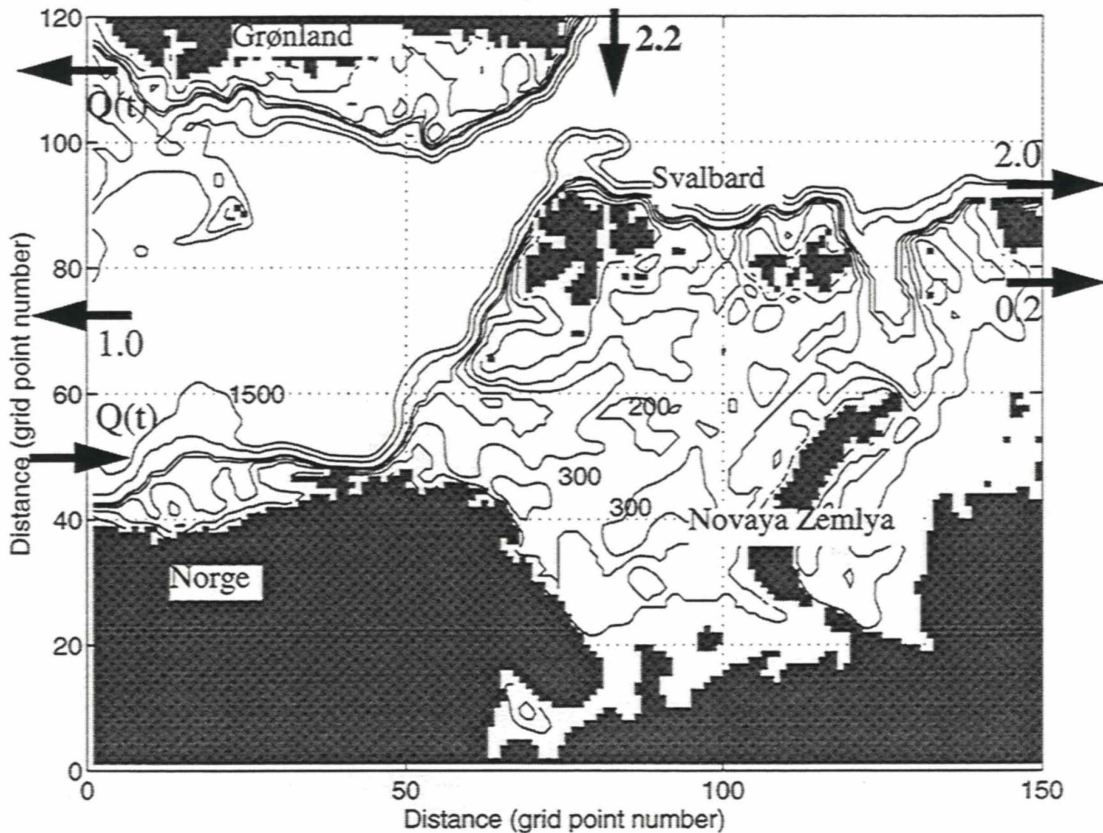 120
Grønland
2.2
Q(t)
100
2.0
Svalbard
80
0.2
1.0
60
1500
200
Q(t)
300
300
40
Novaya Zemlya
Norge
20
0
0
50
100
150
Distance (grid point number)
Distance (grid point number)